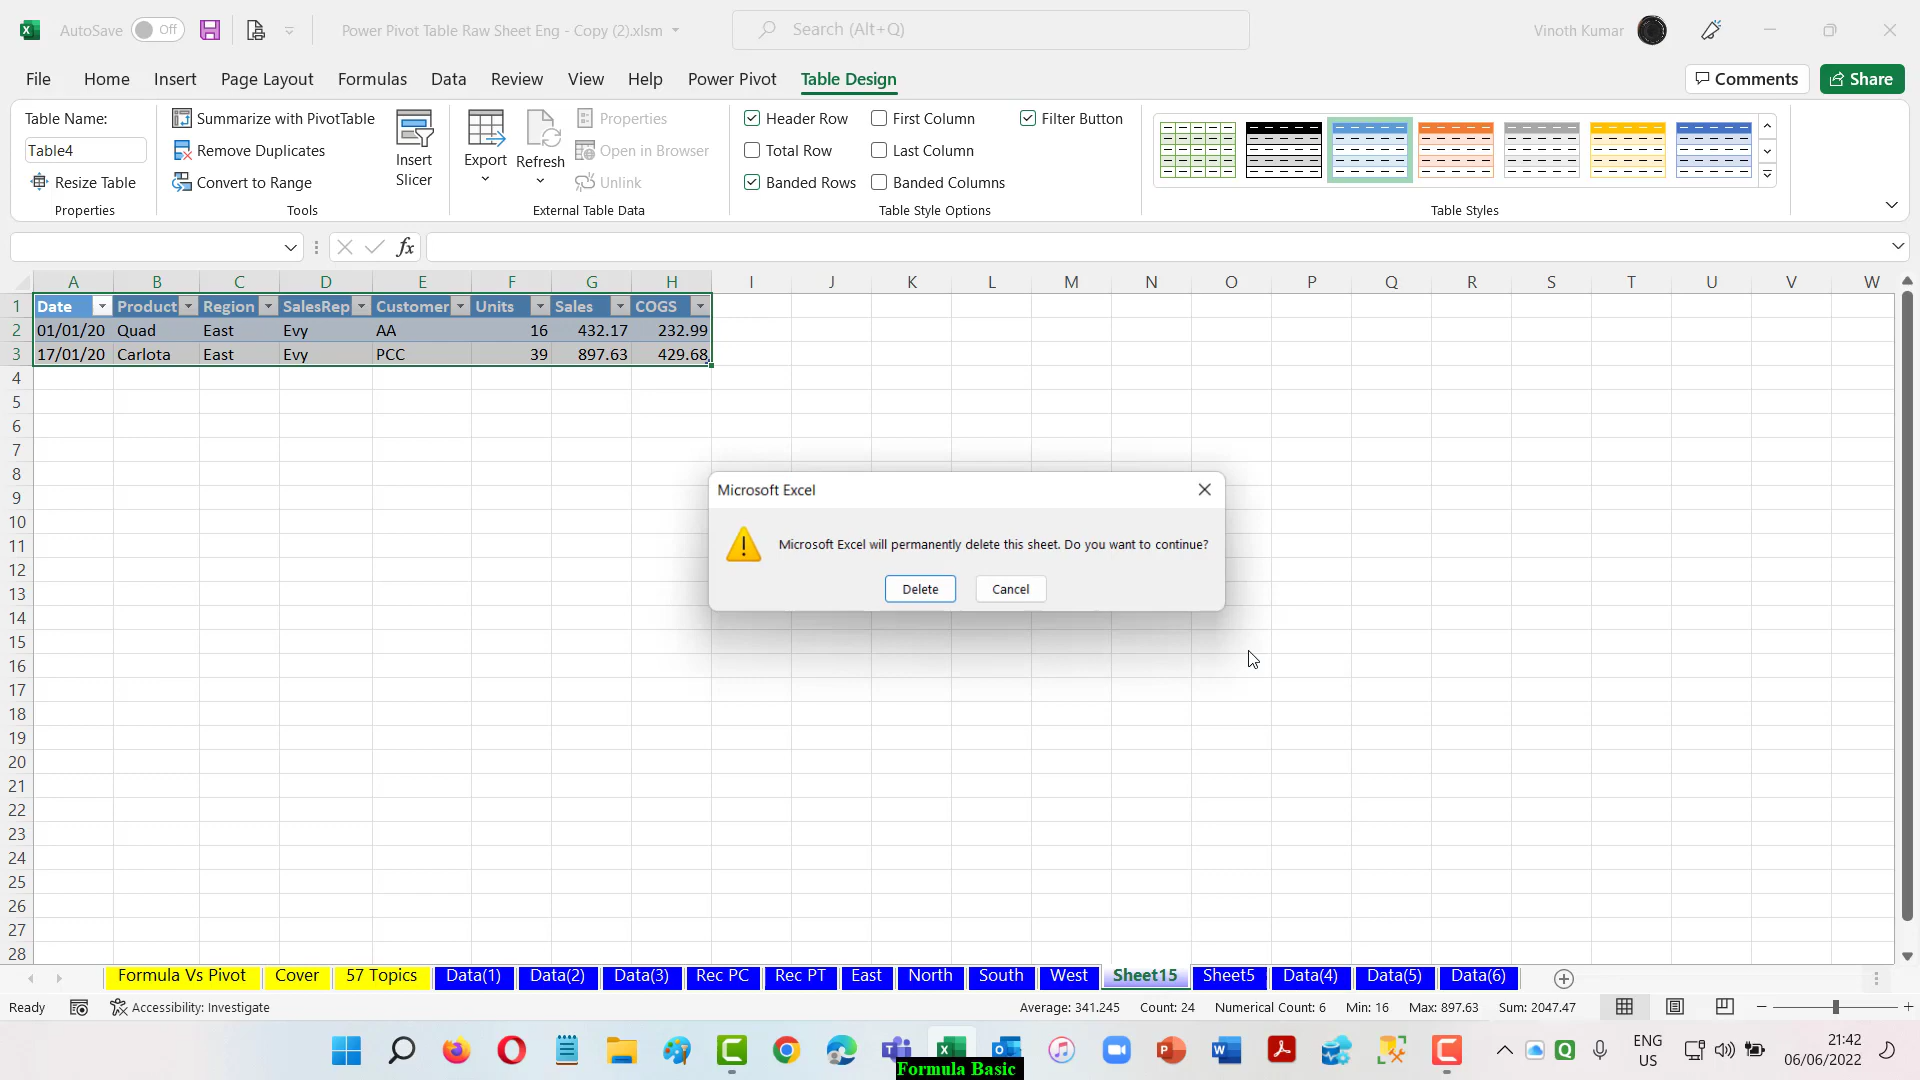 AutoSave Off Power Pivot Table Raw Sheet Eng - Copy (2).xlsm Search (Alt+Q) Vinoth Kumar
File Home Insert Page Layout Formulas Data Review View Help Power Pivot Table Design Comments Share
Table Name: Summarize with PivotTable Properties Header Row First Column Filter Button
Table4 Remove Duplicates Insert Slicer Export Refresh Open in Browser Total Row Last Column
Resize Table Convert to Range Unlink Banded Rows Banded Columns
Properties Tools External Table Data Table Style Options Table Styles
fx
A B C D E F G H I J K L M N O P Q R S T U V W
1 Date Product Region SalesRep Customer Units Sales COGS
2 01/01/20 Quad East Evy AA 16 432.17 232.99
3 17/01/20 Carlota East Evy PCC 39 897.63 429.68
4
5
6
7
8
9
10
11
12
13
14
15
16
17
18
19
20
21
22
23
24
25
26
27
28
Microsoft Excel
Microsoft Excel will permanently delete this sheet. Do you want to continue?
Delete Cancel
Formula Vs Pivot Cover 57 Topics Data(1) Data(2) Data(3) Rec PC Rec PT East North South West Sheet15 Sheet5 Data(4) Data(5) Data(6)
Ready Accessibility: Investigate Average: 341.245 Count: 24 Numerical Count: 6 Min: 16 Max: 897.63 Sum: 2047.47
ENG 21:42
US 06/06/2022
Formula Basic